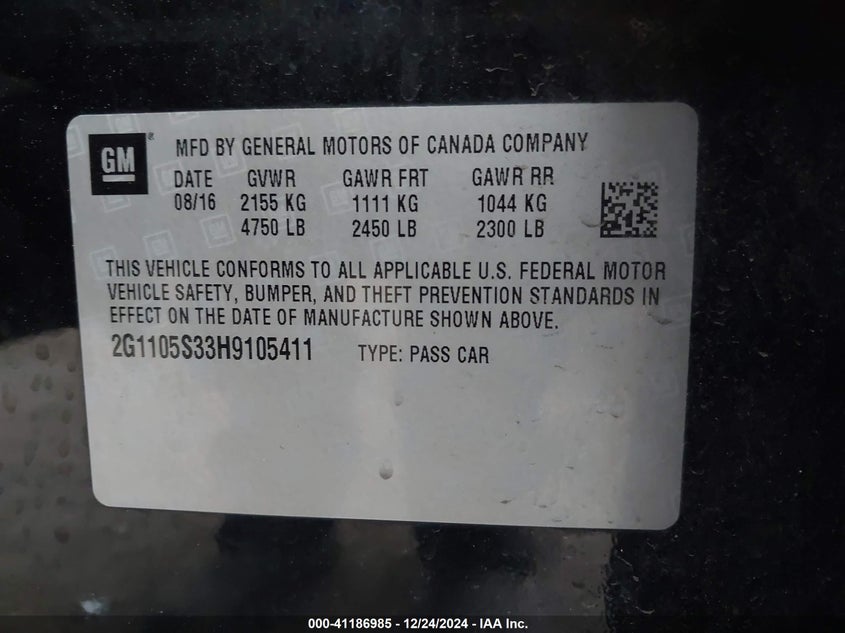 GM® MFD BY GENERAL MOTORS OF CANADA COMPANY
DATE GVWR GAWR FRT GAWR RR
08/16 2155 KG 1111 KG 1044 KG
4750 LB 2450 LB 2300 LB
THIS VEHICLE CONFORMS TO ALL APPLICABLE U.S. FEDERAL MOTOR
VEHICLE SAFETY, BUMPER, AND THEFT PREVENTION STANDARDS IN
EFFECT ON THE DATE OF MANUFACTURE SHOWN ABOVE.
2G1105S33H9105411 TYPE: PASS CAR
000-41186985 - 12/24/2024 - IAA Inc.